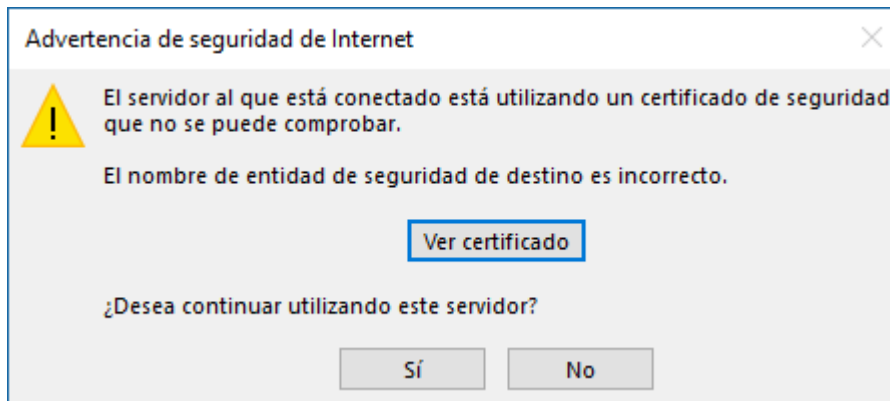 Advertencia de seguridad de Internet
El servidor al que está conectado está utilizando un certificado de seguridad
que no se puede comprobar.
El nombre de entidad de seguridad de destino es incorrecto.
Ver certificado
¿Desea continuar utilizando este servidor?
Sí No